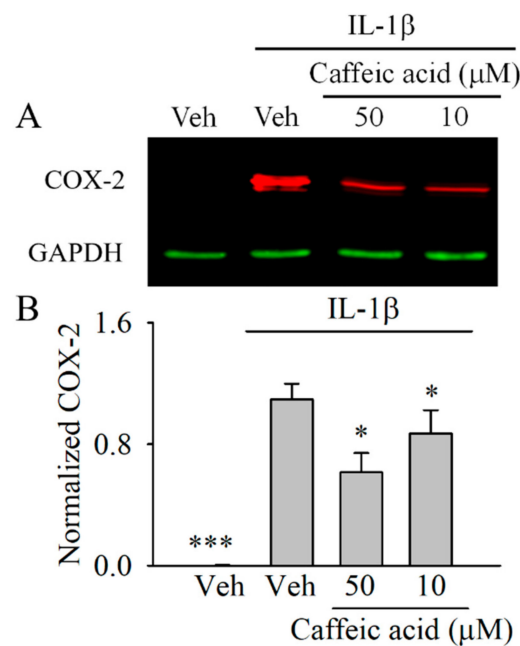 IL-1β
Caffeic acid (μM)
A Veh Veh 50 10
COX-2
GAPDH
B IL-1β
1.6
Normalized COX-2
0.8
* *
***
0.0
Veh Veh 50 10
Caffeic acid (μM)